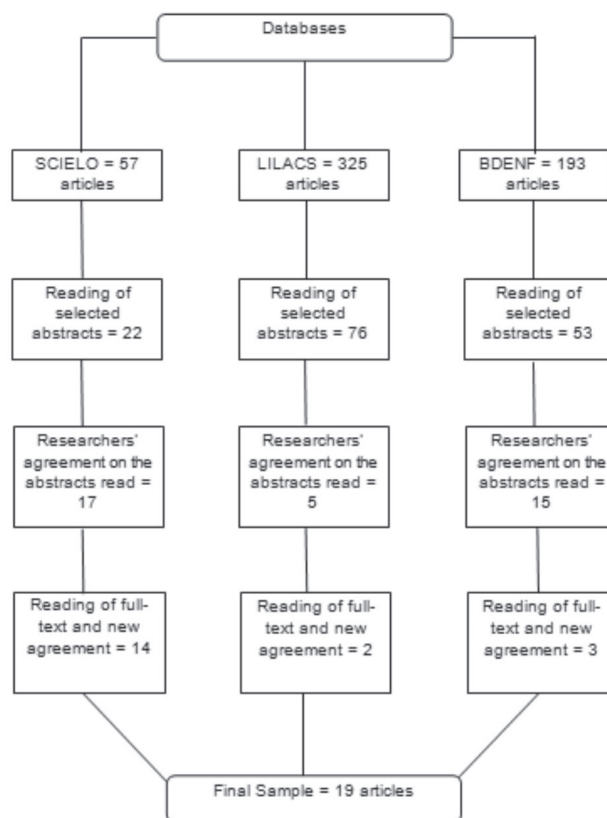 Databases
SCIELO = 57
articles
LILACS = 325
articles
BDENF = 193
articles
Reading of
selected
abstracts = 22
Reading of
selected
abstracts =
76
Reading of
selected
abstracts = 53
Researchers'
agreement on the
abstracts read =
17
Researchers'
agreement on the
abstracts read =
5
Researchers'
agreement on the
abstracts read =
15
Reading of full-
text and new
agreement = 14
Reading of full-
text and new
agreement = 2
Reading of full-
text and new
agreement = 3
Final Sample = 19 articles